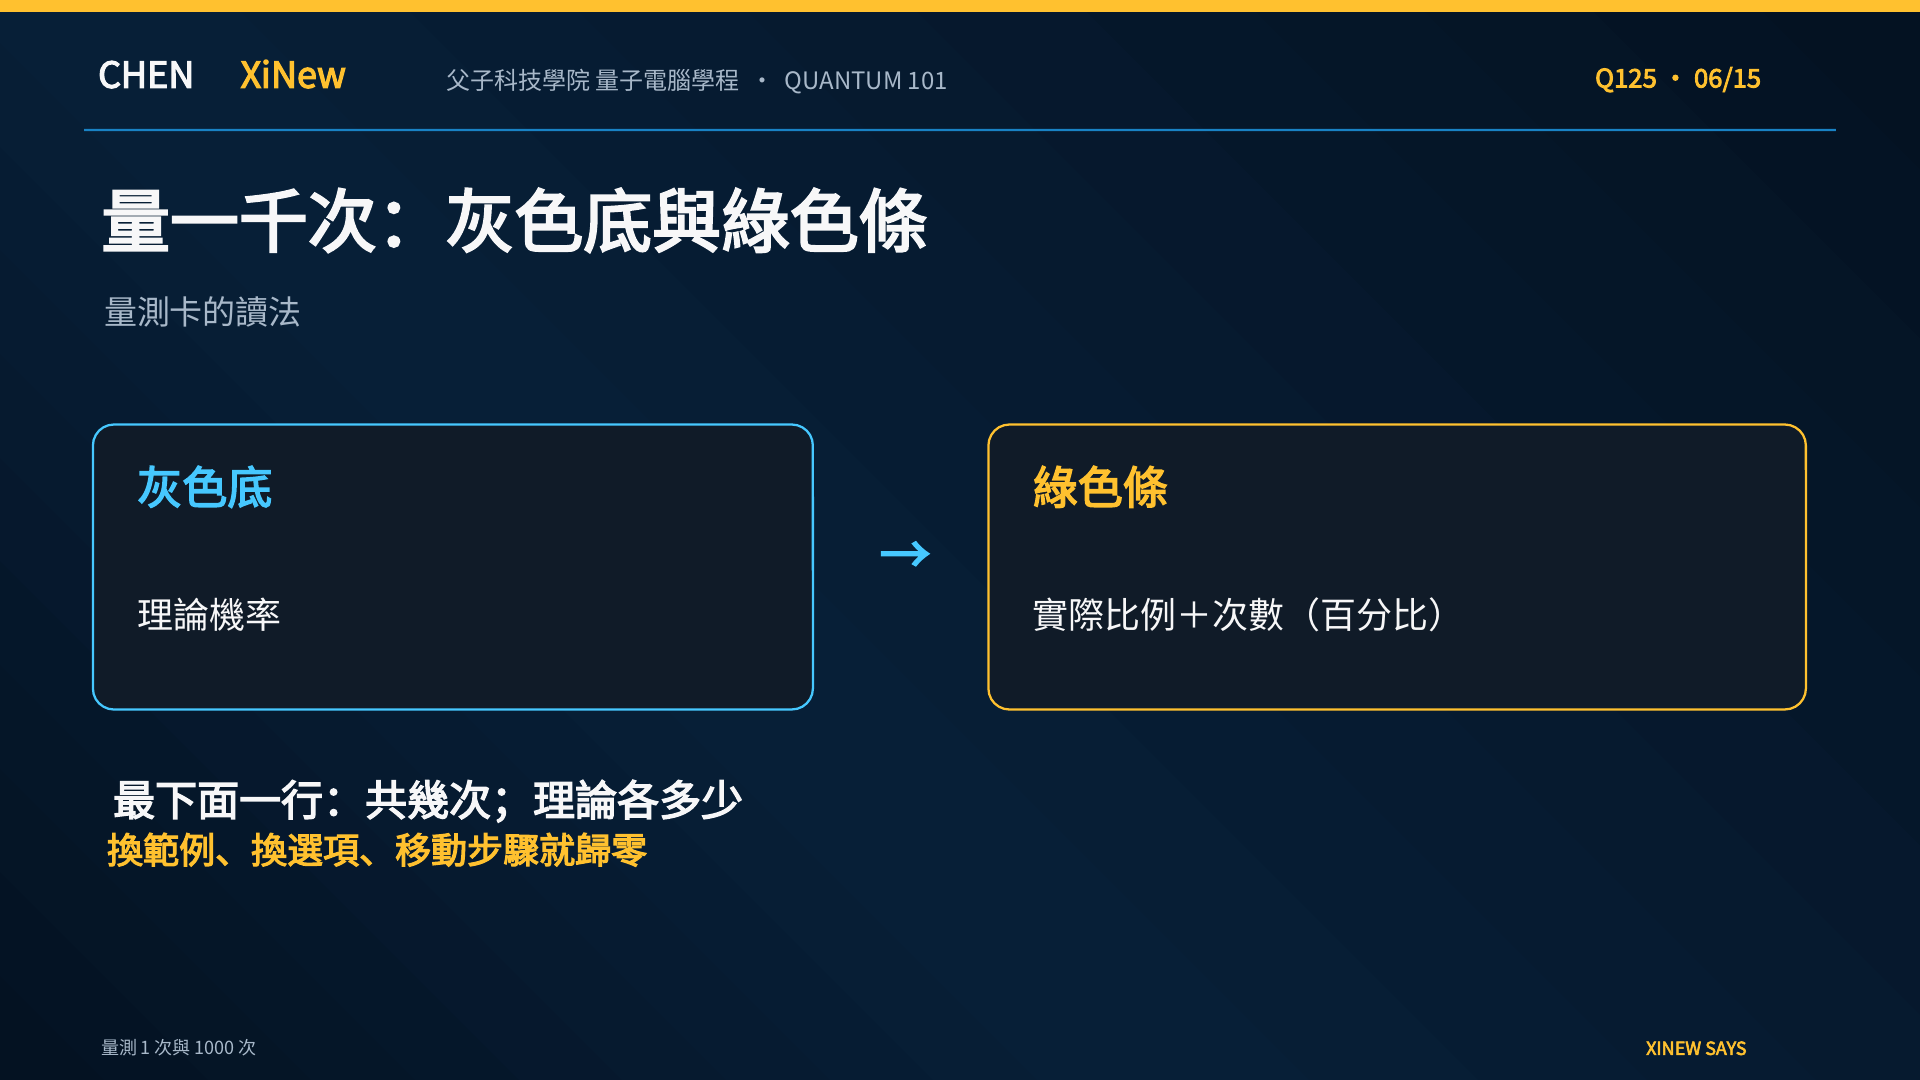 CHEN XiNew 父子科技學院 量子電腦學程 • QUANTUM 101 Q125 • 06/15
量一千次：灰色底與綠色條
量測卡的讀法
灰色底
理論機率
→
綠色條
實際比例＋次數（百分比）
最下面一行：共幾次；理論各多少
換範例、換選項、移動步驟就歸零
量測 1 次與 1000 次
XINEW SAYS